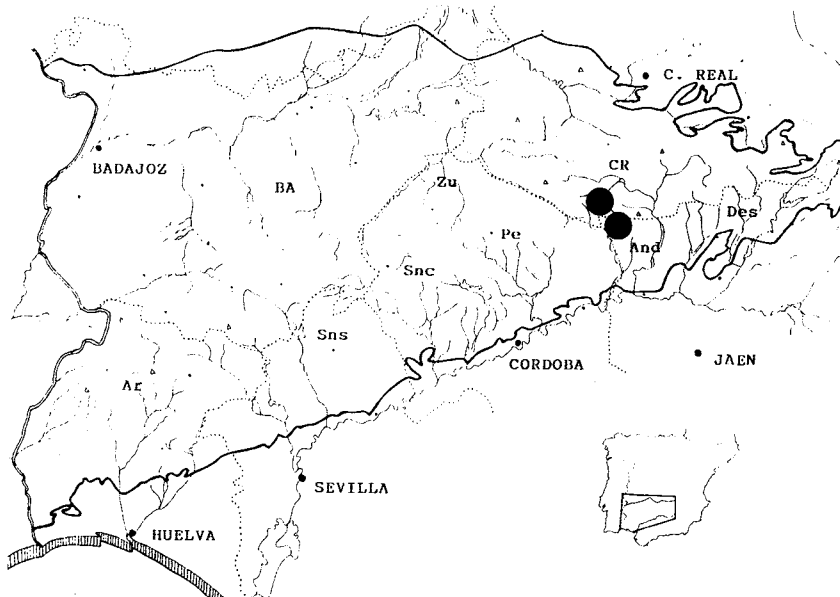 C. REAL
BADAJOZ
CR
BA
Zu
Des
Pe
And
Snc
Sns
CORDOBA
JAEN
Ar
SEVILLA
HUELVA